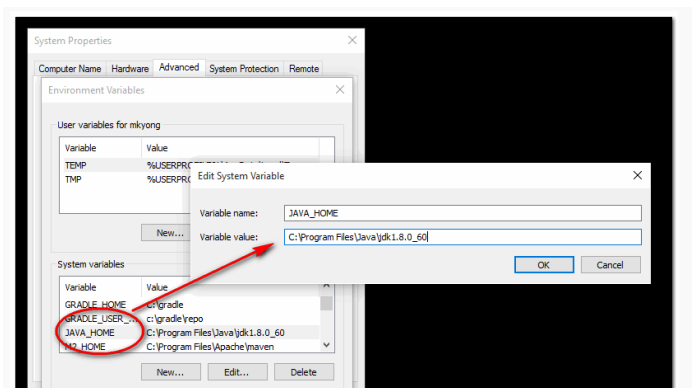 System Properties
Computer Name Hardware Advanced System Protection Remote
Environment Variables
User variables for mkyong
Variable Value
TEMP
TMP %USERPRO
New...
Edit System Variable
Variable name: JAVA_HOME
Variable value: C:\Program Files\Java\jdk1.8.0_60
OK Cancel
System variables
Variable Value
GRADLE_HOME c:\gradle
GRADLE_USER_... c:\gradle\repo
JAVA_HOME C:\Program Files\Java\jdk1.8.0_60
M2_HOME C:\Program Files\Apache\maven
New... Edit... Delete